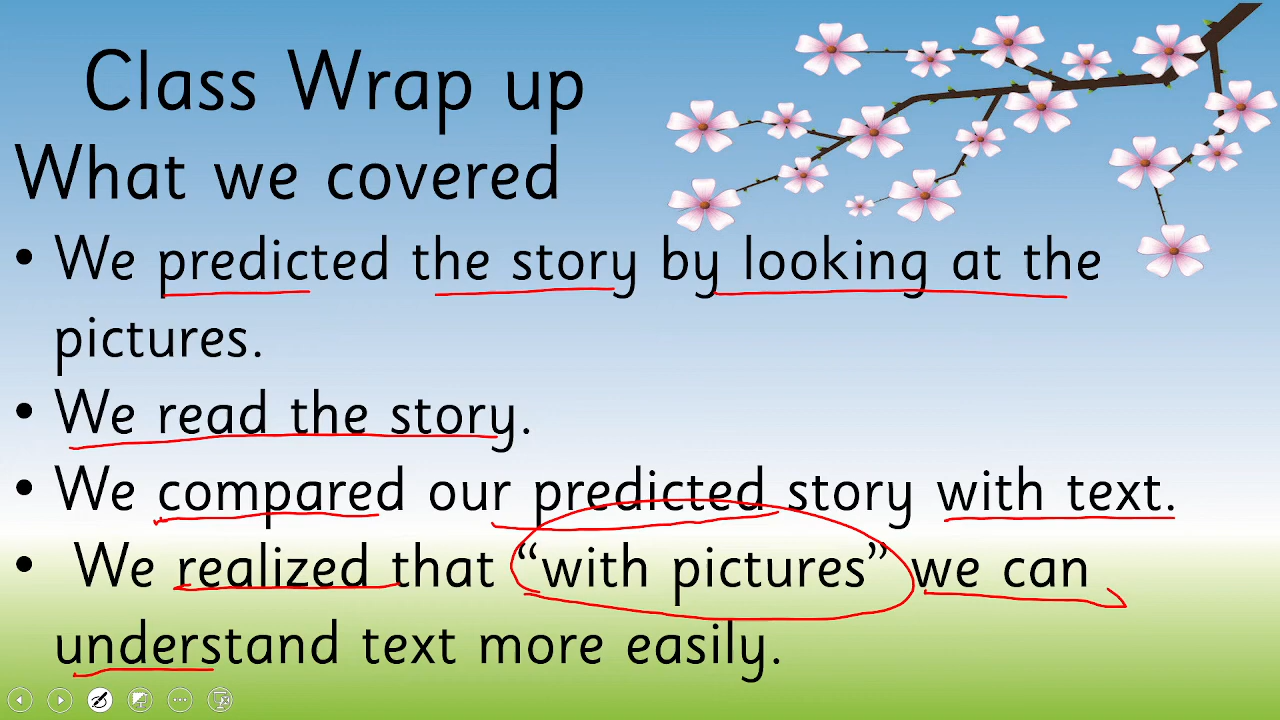 Class Wrap up
What we covered
• We predicted the story by looking at the
pictures.
• We read the story.
• We compared our predicted story with text.
• We realized that “with pictures” we can
understand text more easily.